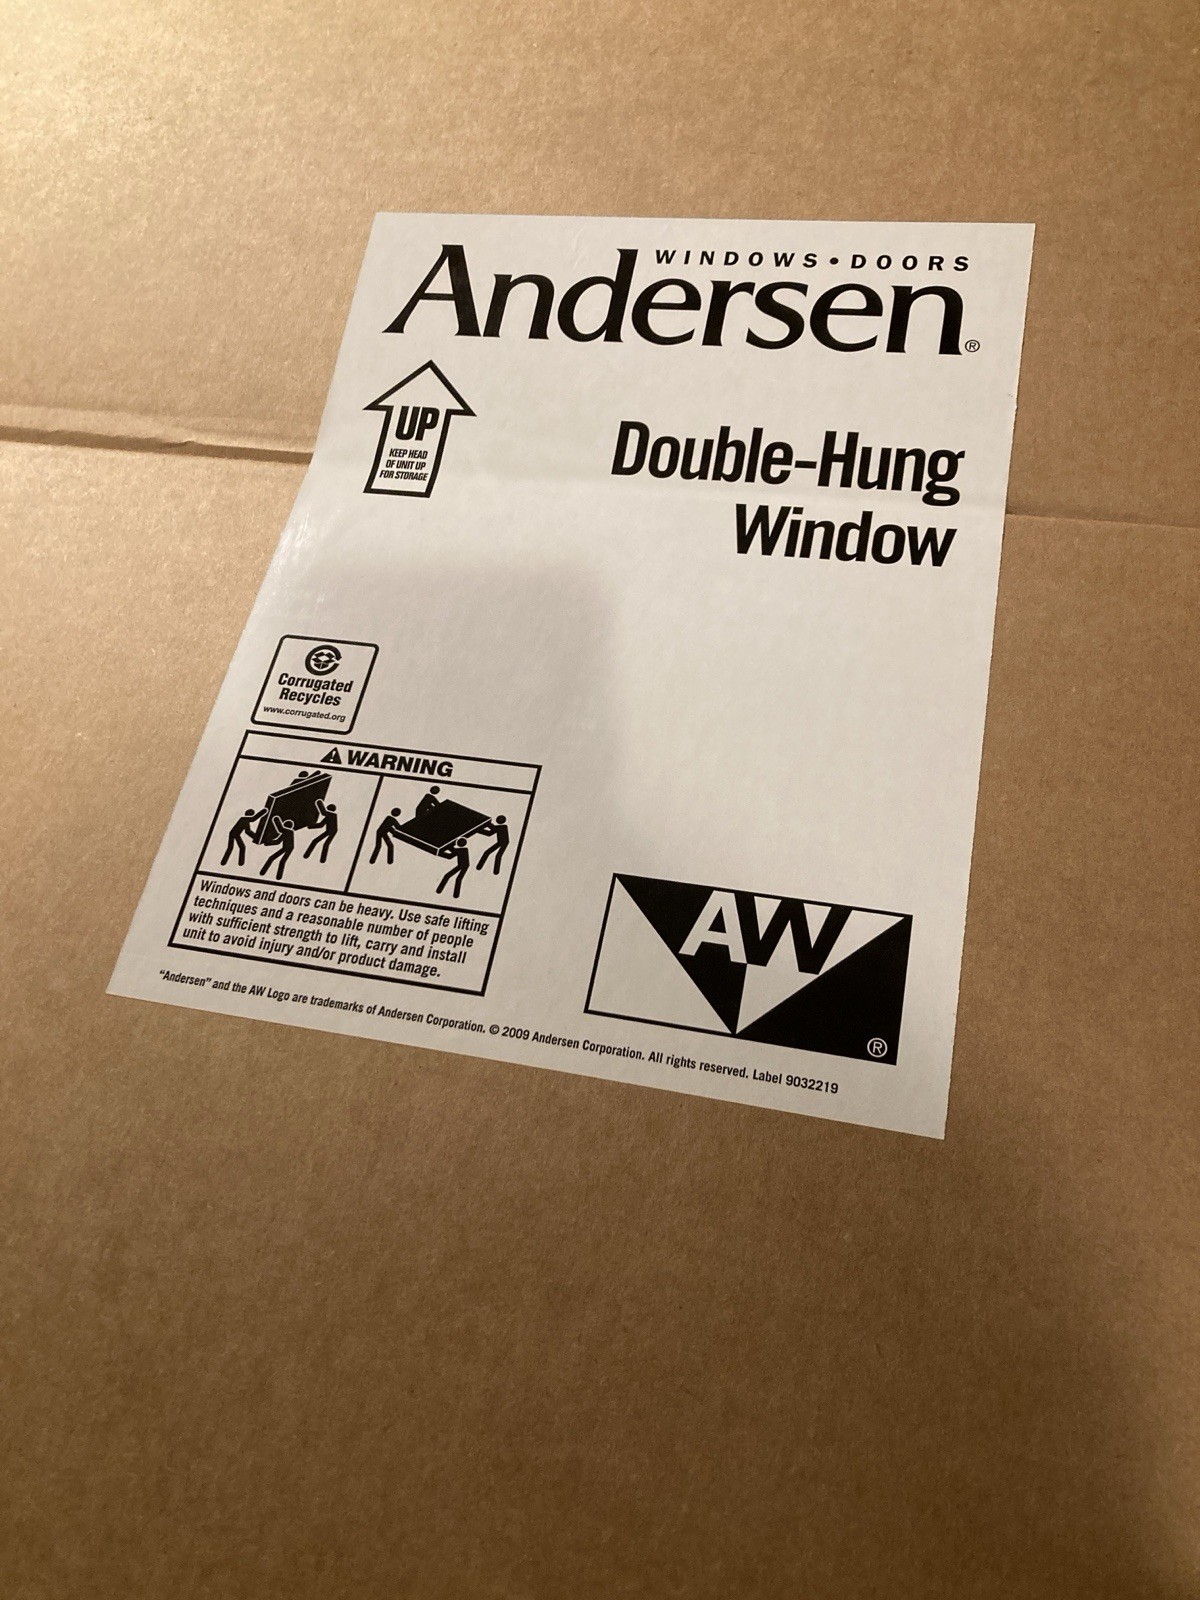 WINDOWS • DOORS
Andersen®
UP
KEEP HEAD
OF UNIT UP
FOR STORAGE
Double-Hung
Window
Corrugated
Recycles
www.corrugated.org
WARNING
Windows and doors can be heavy. Use safe lifting
techniques and a reasonable number of people
with sufficient strength to lift, carry and install
unit to avoid injury and/or product damage.
AW
®
"Andersen" and the AW Logo are trademarks of Andersen Corporation. © 2009 Andersen Corporation. All rights reserved. Label 9032219